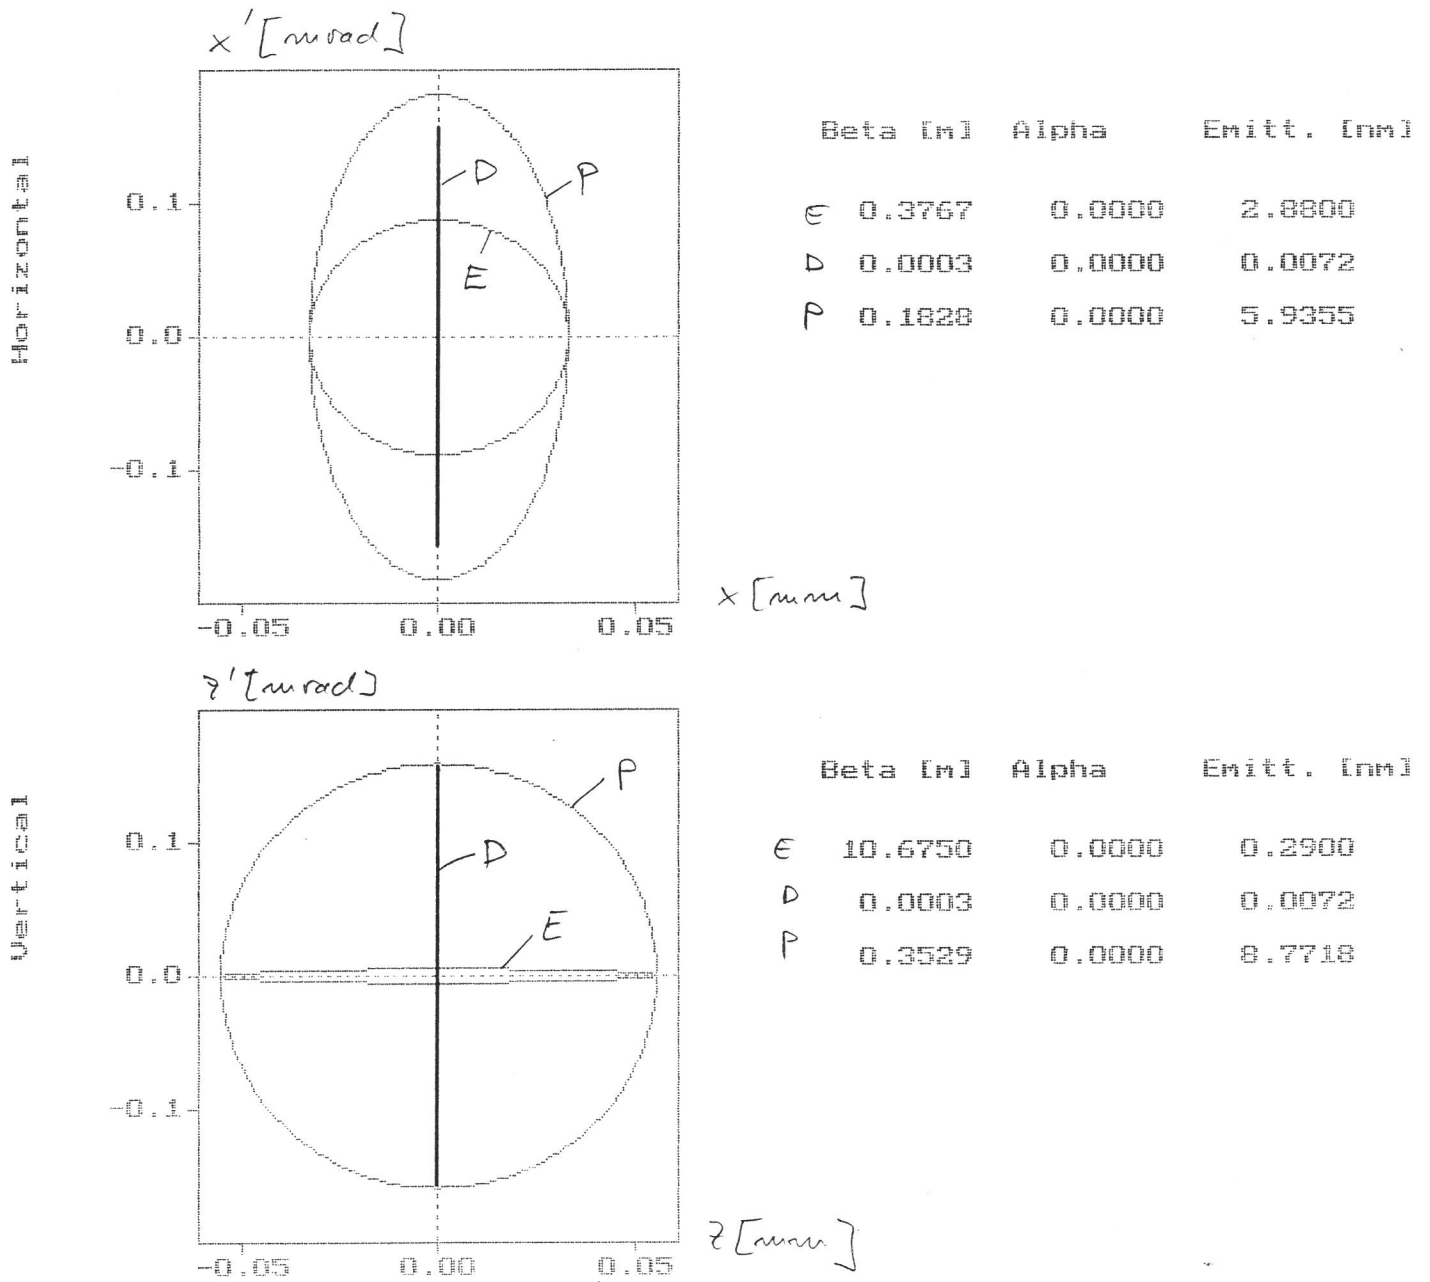 x' [mrad]
Horizontal
Beta [m] Alpha Emitt. [nm]
E 0.3767 0.0000 2.8800
D 0.0003 0.0000 0.0072
P 0.1828 0.0000 5.9355
0.1
0.0
-0.1
D
P
E
-0.05 0.00 0.05
x [mm]
z' [mrad]
Vertical
Beta [m] Alpha Emitt. [nm]
E 10.6750 0.0000 0.2900
D 0.0003 0.0000 0.0072
P 0.3529 0.0000 8.7718
0.1
0.0
-0.1
P
D
E
-0.05 0.00 0.05
z [mm]